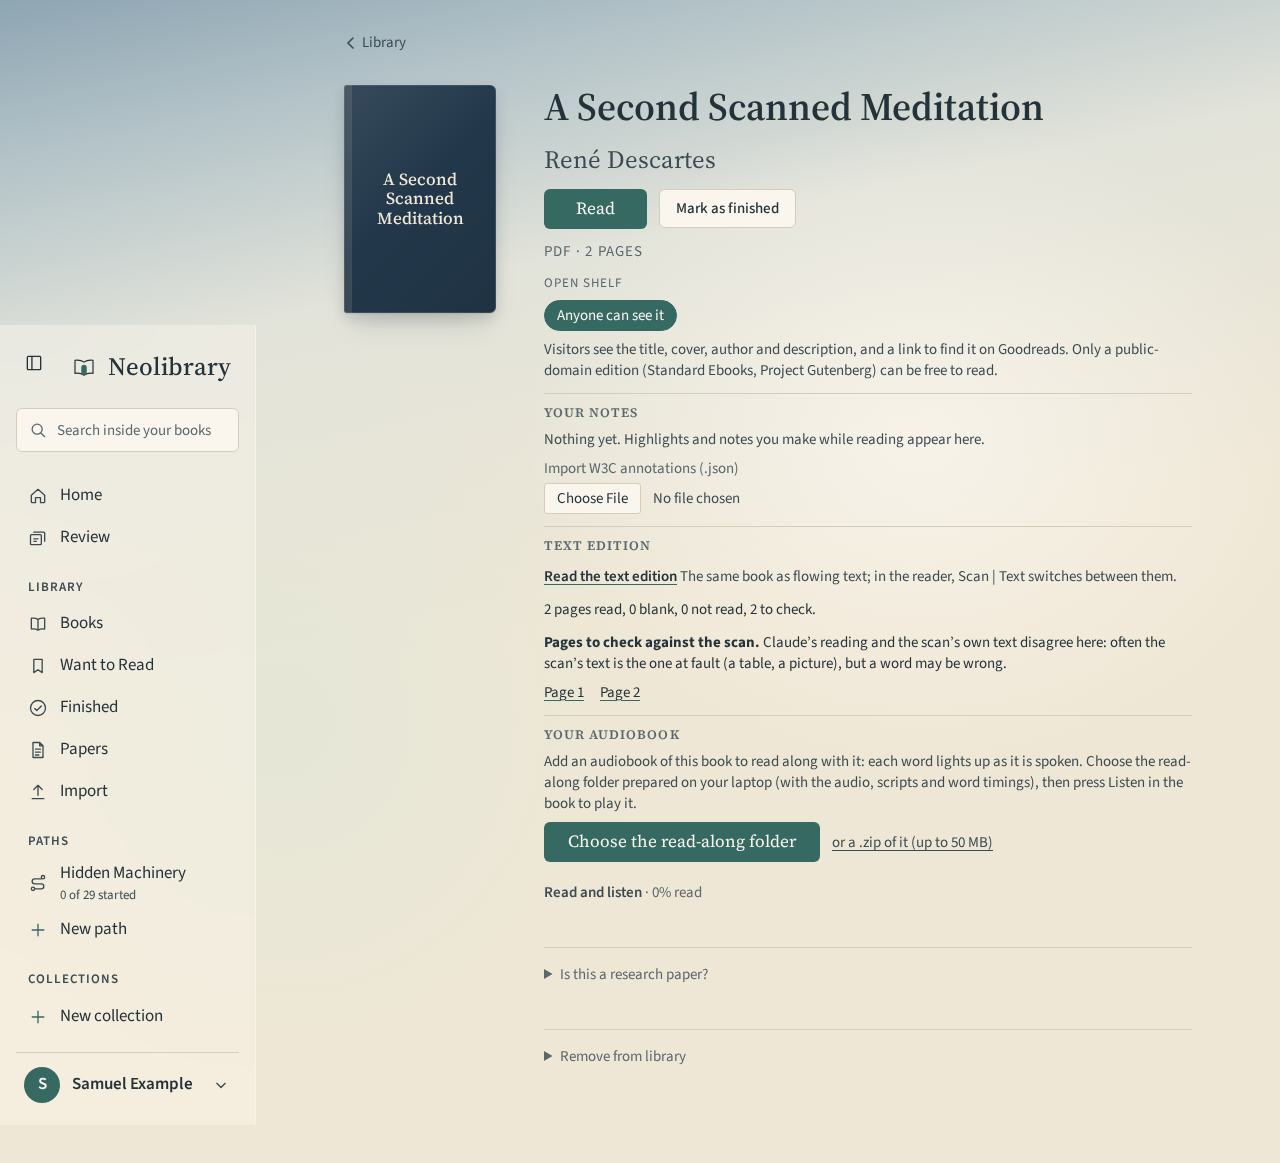 Library
A Second
Scanned
Meditation
A Second Scanned Meditation
René Descartes
Read
Mark as finished
PDF · 2 PAGES
OPEN SHELF
Anyone can see it
Visitors see the title, cover, author and description, and a link to find it on Goodreads. Only a public-
domain edition (Standard Ebooks, Project Gutenberg) can be free to read.
YOUR NOTES
Nothing yet. Highlights and notes you make while reading appear here.
Import W3C annotations (.json)
Choose File No file chosen
TEXT EDITION
Read the text edition The same book as flowing text; in the reader, Scan | Text switches between them.
2 pages read, 0 blank, 0 not read, 2 to check.
Pages to check against the scan. Claude’s reading and the scan’s own text disagree here: often the
scan’s text is the one at fault (a table, a picture), but a word may be wrong.
Page 1 Page 2
YOUR AUDIOBOOK
Add an audiobook of this book to read along with it: each word lights up as it is spoken. Choose the read-
along folder prepared on your laptop (with the audio, scripts and word timings), then press Listen in the
book to play it.
Choose the read-along folder
or a .zip of it (up to 50 MB)
Read and listen · 0% read
Is this a research paper?
Remove from library
Neolibrary
Search inside your books
Home
Review
LIBRARY
Books
Want to Read
Finished
Papers
Import
PATHS
Hidden Machinery
0 of 29 started
New path
COLLECTIONS
New collection
S
Samuel Example